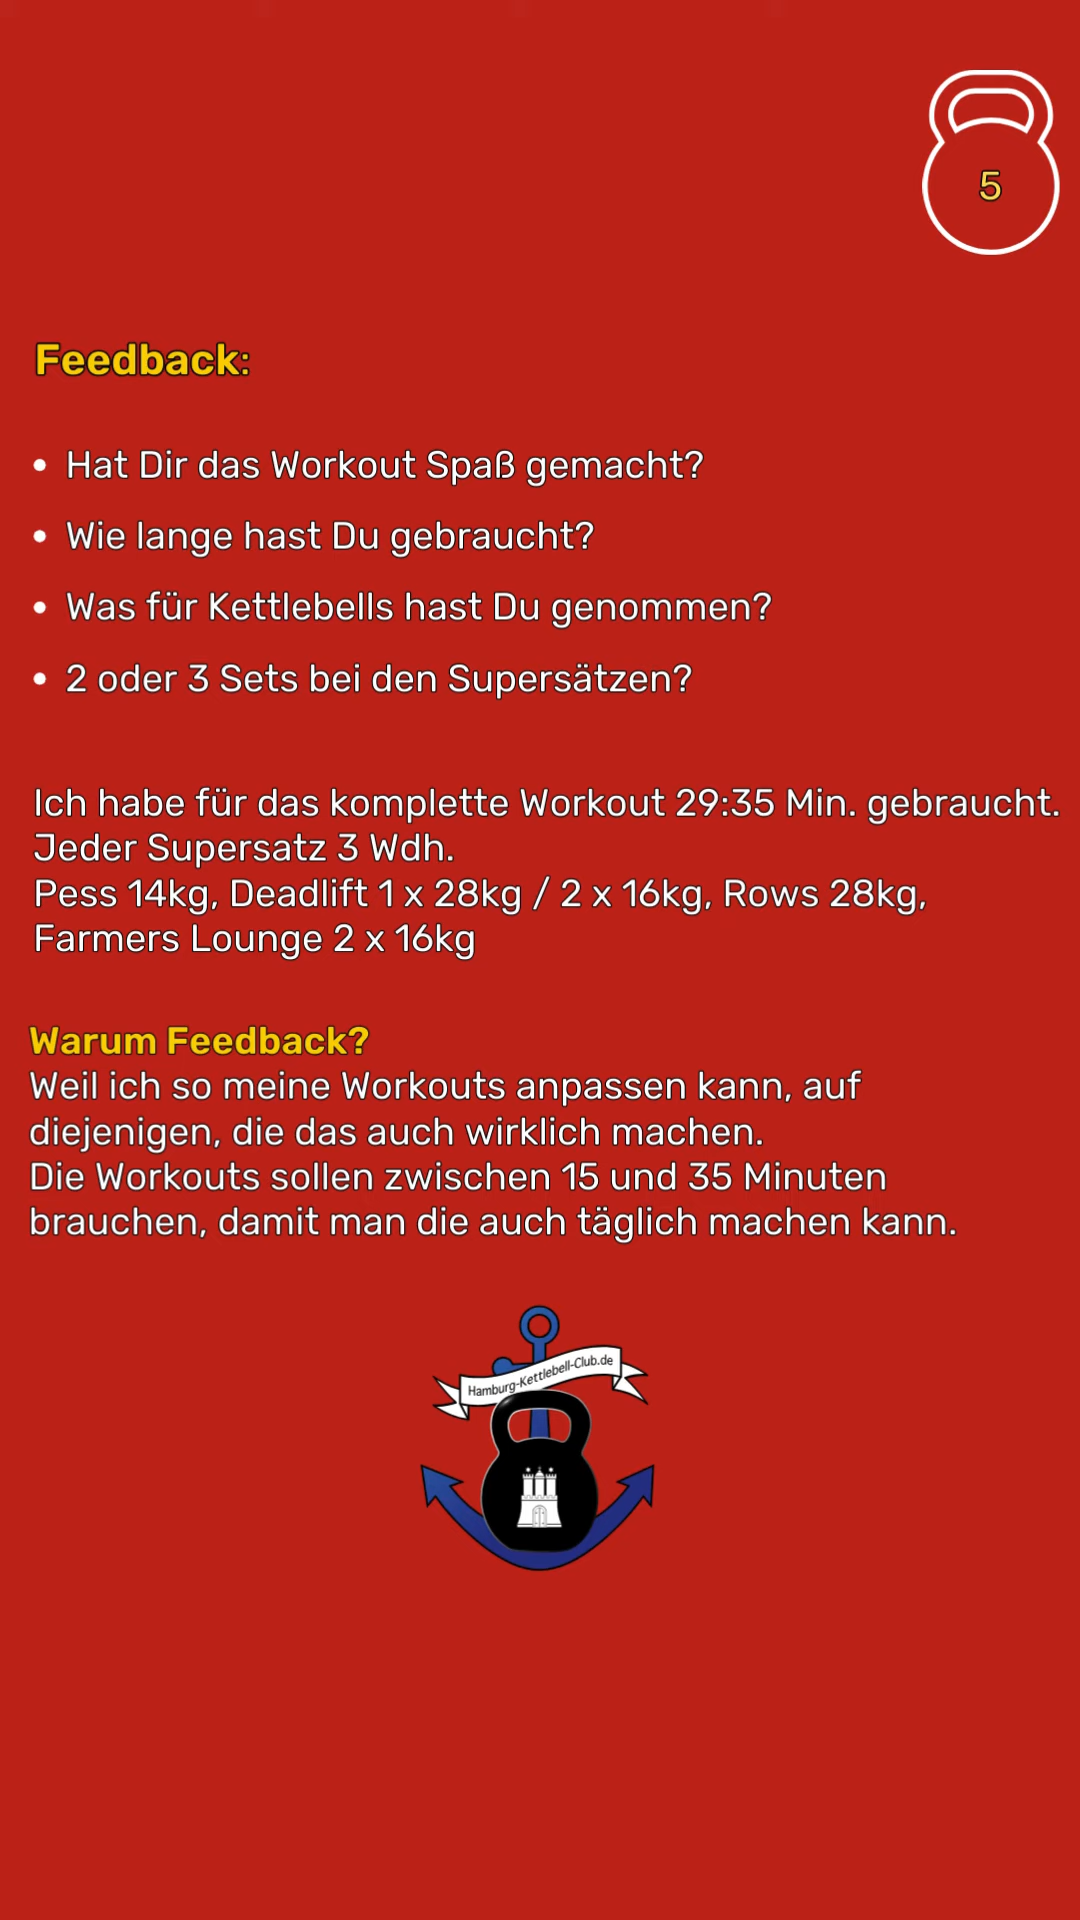 5
Feedback:
• Hat Dir das Workout Spaß gemacht?
• Wie lange hast Du gebraucht?
• Was für Kettlebells hast Du genommen?
• 2 oder 3 Sets bei den Supersätzen?
Ich habe für das komplette Workout 29:35 Min. gebraucht.
Jeder Supersatz 3 Wdh.
Pess 14kg, Deadlift 1 x 28kg / 2 x 16kg, Rows 28kg,
Farmers Lounge 2 x 16kg
Warum Feedback?
Weil ich so meine Workouts anpassen kann, auf
diejenigen, die das auch wirklich machen.
Die Workouts sollen zwischen 15 und 35 Minuten
brauchen, damit man die auch täglich machen kann.
Hamburg-Kettlebell-Club.de